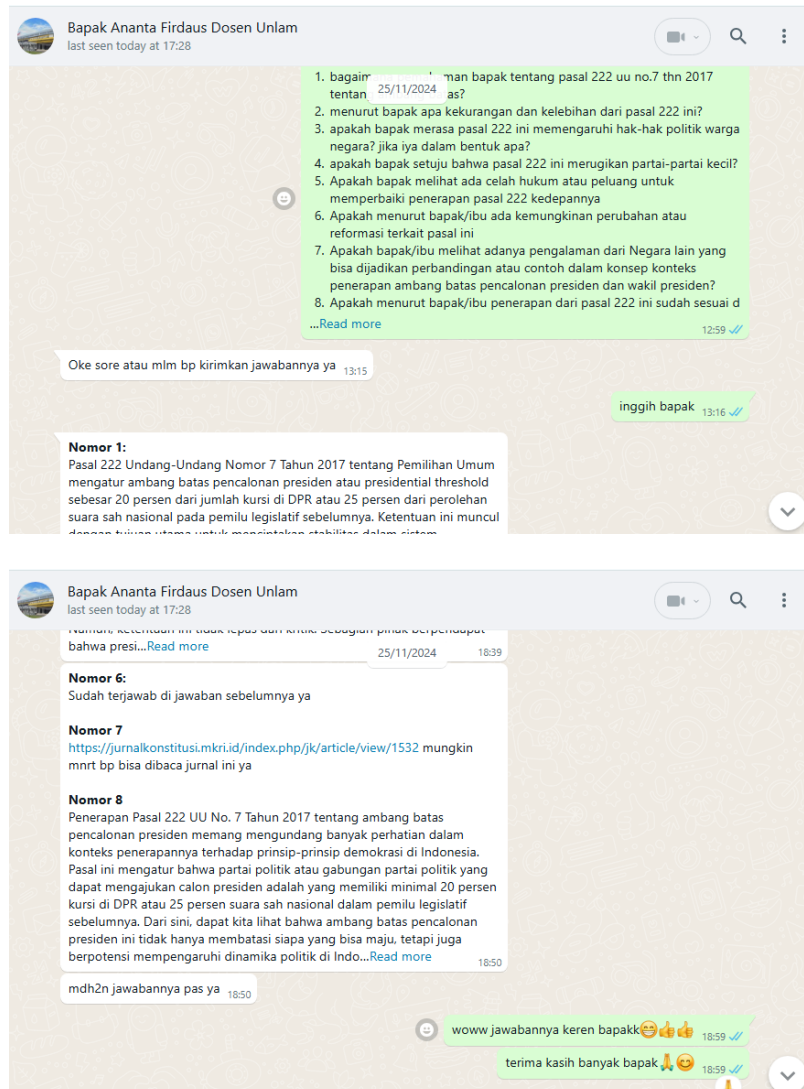 Bapak Ananta Firdaus Dosen Unlam
last seen today at 17:28
25/11/2024
1. man bapak tentang pasal 222 uu no.7 thn 2017
2. menurut bapak apa kekurangan dan kelebihan dari pasal 222 ini?
3. apakah bapak merasa pasal 222 ini memengaruhi hak-hak politik warga
negara? jika iya dalam bentuk apa?
4. apakah bapak setuju bahwa pasal 222 ini merugikan partai-partai kecil?
5. Apakah bapak melihat ada celah hukum atau peluang untuk
memperbaiki penerapan pasal 222 kedepannya
6. Apakah menurut bapak/ibu ada kemungkinan perubahan atau
reformasi terkait pasal ini
7. Apakah bapak/ibu melihat adanya pengalaman dari Negara lain yang
bisa dijadikan perbandingan atau contoh dalam konsep konteks
penerapan ambang batas pencalonan presiden dan wakil presiden?
8. Apakah menurut bapak/ibu penerapan dari pasal 222 ini sudah sesuai d
...Read more
12:59
Oke sore atau mlm bp kirimkan jawabannya ya 13:15
inggih bapak 13:16
Nomor 1:
Pasal 222 Undang-Undang Nomor 7 Tahun 2017 tentang Pemilihan Umum
mengatur ambang batas pencalonan presiden atau presidential threshold
sebesar 20 persen dari jumlah kursi di DPR atau 25 persen dari perolehan
suara sah nasional pada pemilu legislatif sebelumnya. Ketentuan ini muncul
Bapak Ananta Firdaus Dosen Unlam
last seen today at 17:28
bahwa presi...Read more
25/11/2024
18:39
Nomor 6:
Sudah terjawab di jawaban sebelumnya ya
Nomor 7
https://jurnalkonstitusi.mkri.id/index.php/jk/article/view/1532 mungkin
mnrt bp bisa dibaca jurnal ini ya
Nomor 8
Penerapan Pasal 222 UU No. 7 Tahun 2017 tentang ambang batas
pencalonan presiden memang mengundang banyak perhatian dalam
konteks penerapannya terhadap prinsip-prinsip demokrasi di Indonesia.
Pasal ini mengatur bahwa partai politik atau gabungan partai politik yang
dapat mengajukan calon presiden adalah yang memiliki minimal 20 persen
kursi di DPR atau 25 persen suara sah nasional dalam pemilu legislatif
sebelumnya. Dari sini, dapat kita lihat bahwa ambang batas pencalonan
presiden ini tidak hanya membatasi siapa yang bisa maju, tetapi juga
berpotensi mempengaruhi dinamika politik di Indo...Read more
18:50
mdh2n jawabannya pas ya 18:50
woww jawabannya keren bapakk😁👍👍 18:59
terima kasih banyak bapak🙏😊 18:59